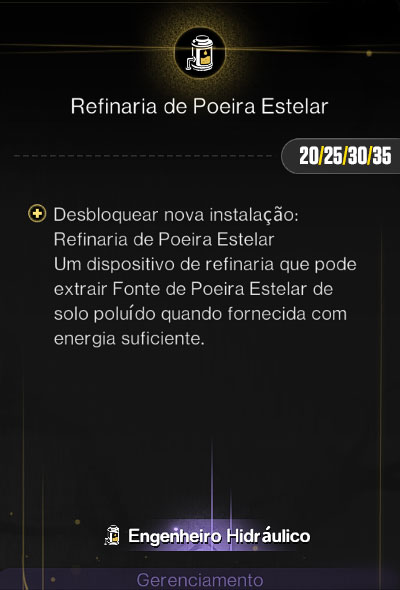 Refinaria de Poeira Estelar
20/25/30/35
Desbloquear nova instalação:
Refinaria de Poeira Estelar
Um dispositivo de refinaria que pode
extrair Fonte de Poeira Estelar de
solo poluído quando fornecida com
energia suficiente.
Engenheiro Hidráulico
Gerenciamento